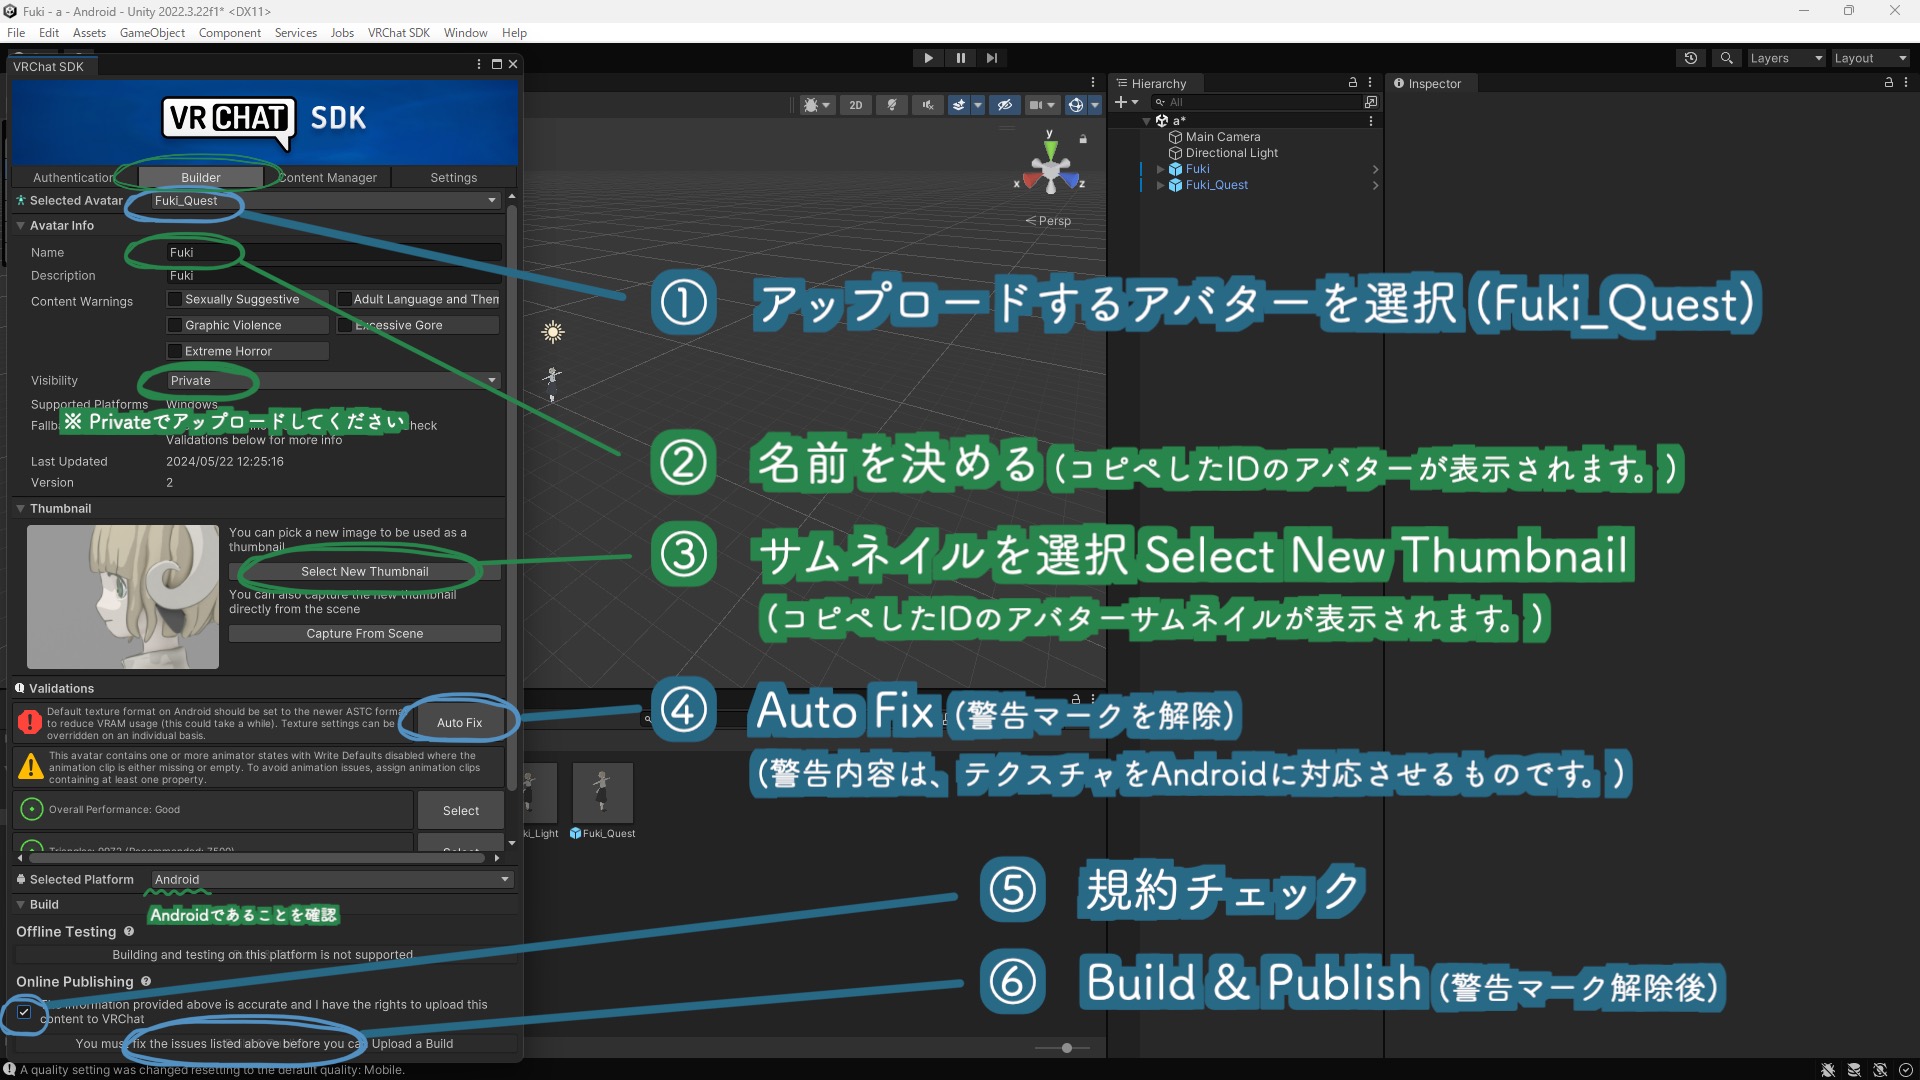 Fuki - a - Android - Unity 2022.3.22f1* <DX11>
File Edit Assets GameObject Component Services Jobs VRChat SDK Window Help
VRChat SDK
VRCHAT SDK
Authentication Builder Content Manager Settings
Selected Avatar Fuki_Quest
Avatar Info
Name Fuki
Description Fuki
Content Warnings Sexually Suggestive Adult Language and Them
Graphic Violence Excessive Gore
Extreme Horror
Visibility Private
Supported Platforms Windows
※ Privateでアップロードしてください
Fallb heck
Validations below for more info
Last Updated 2024/05/22 12:25:16
Version 2
Thumbnail
You can pick a new image to be used as a
thumbnail
Select New Thumbnail
You can also capture the new thumbnail
directly from the scene
Capture From Scene
Validations
Default texture format on Android should be set to the newer ASTC forma
to reduce VRAM usage (this could take a while). Texture settings can be
overridden on an individual basis.
Auto Fix
This avatar contains one or more animator states with Write Defaults disabled where the
animation clip is either missing or empty. To avoid animation issues, assign animation clips
containing at least one property.
Overall Performance: Good
Select
Selected Platform Android
Androidであることを確認
Build
Offline Testing
Building and testing on this platform is not supported
Online Publishing
information provided above is accurate and I have the rights to upload this
content to VRChat
You must fix the issues listed above before you can Upload a Build
A quality setting was changed resetting to the default quality: Mobile.
2D
y
x
z
Persp
Layers
Layout
Hierarchy
All
a*
Main Camera
Directional Light
Fuki
Fuki_Quest
Inspector
① アップロードするアバターを選択 (Fuki_Quest)
② 名前を決める (コピペしたIDのアバターが表示されます。)
③ サムネイルを選択 Select New Thumbnail
(コピペしたIDのアバターサムネイルが表示されます。)
④ Auto Fix (警告マークを解除)
(警告内容は、テクスチャをAndroidに対応させるものです。)
ki_Light Fuki_Quest
⑤ 規約チェック
⑥ Build & Publish (警告マーク解除後)